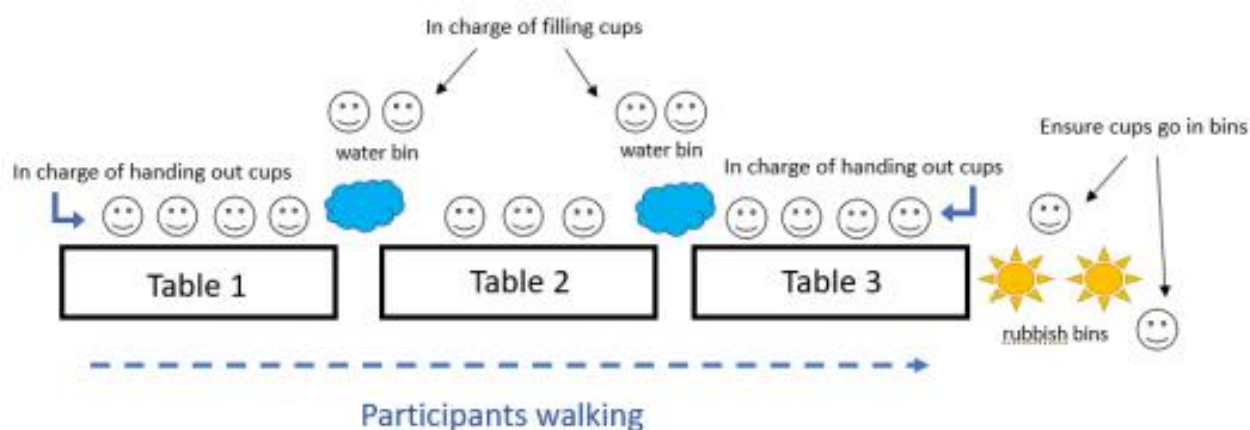 In charge of filling cups
Ensure cups go in bins
water bin
water bin
In charge of handing out cups
In charge of handing out cups
Table 1
Table 2
Table 3
rubbish bins
Participants walking